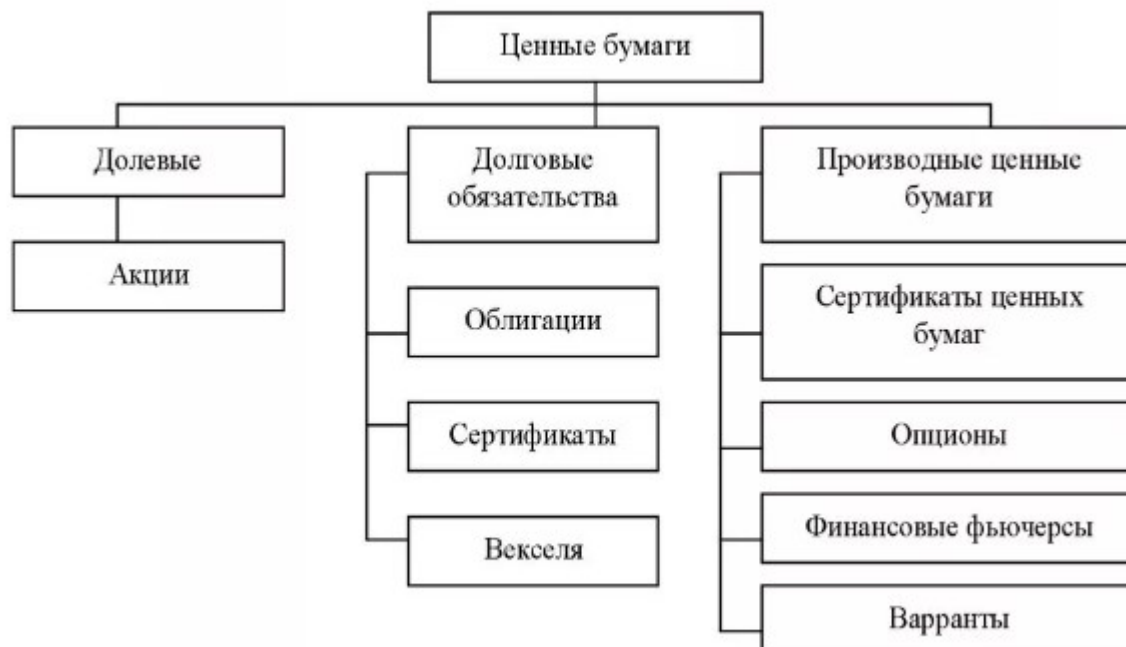 Ценные бумаги
Долевые
Акции
Долговые
обязательства
Облигации
Сертификаты
Векселя
Производные ценные
бумаги
Сертификаты ценных
бумаг
Опционы
Финансовые фьючерсы
Варранты